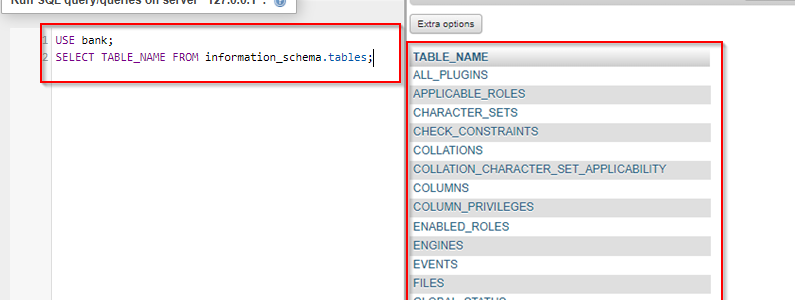 Run SQL query/queries on server "127.0.0.1":
Extra options
1 USE bank;
2 SELECT TABLE_NAME FROM information_schema.tables;
TABLE_NAME
ALL_PLUGINS
APPLICABLE_ROLES
CHARACTER_SETS
CHECK_CONSTRAINTS
COLLATIONS
COLLATION_CHARACTER_SET_APPLICABILITY
COLUMNS
COLUMN_PRIVILEGES
ENABLED_ROLES
ENGINES
EVENTS
FILES
GLOBAL_STATUS